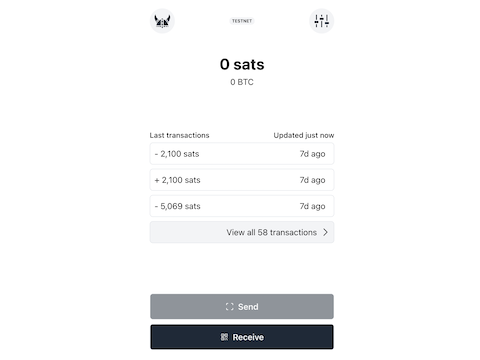 TESTNET
0 sats
0 BTC
Last transactions Updated just now
- 2,100 sats 7d ago
+ 2,100 sats 7d ago
- 5,069 sats 7d ago
View all 58 transactions
Send
Receive